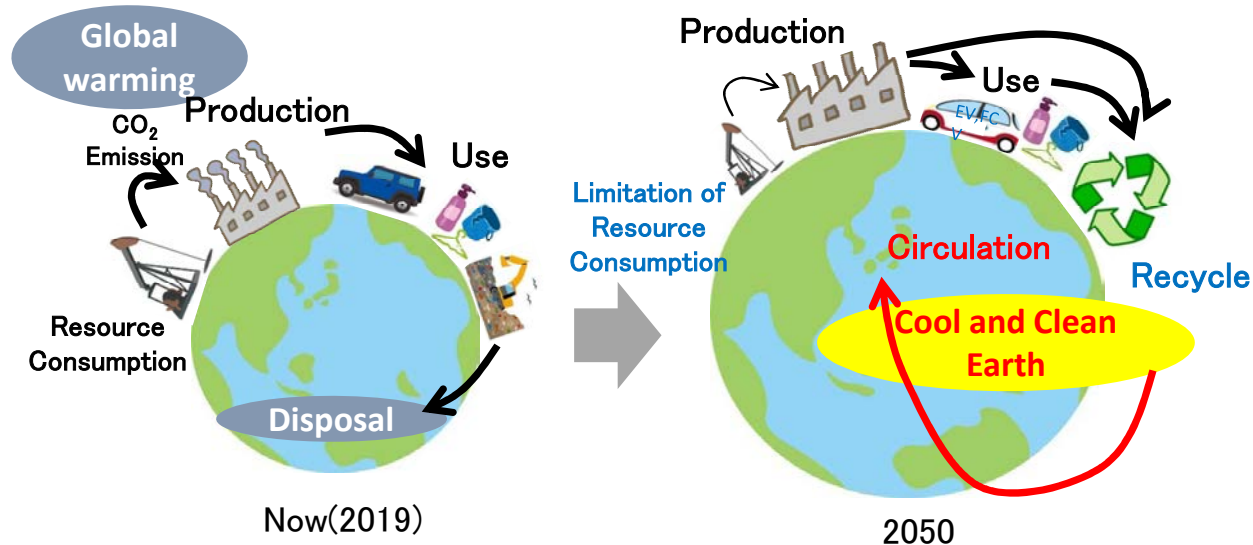 Global
warming
CO2
Emission
Production
Use
Resource
Consumption
Disposal
Now(2019)
Production
Use
EV,FC
V
Limitation of
Resource
Consumption
Circulation
Recycle
Cool and Clean
Earth
2050